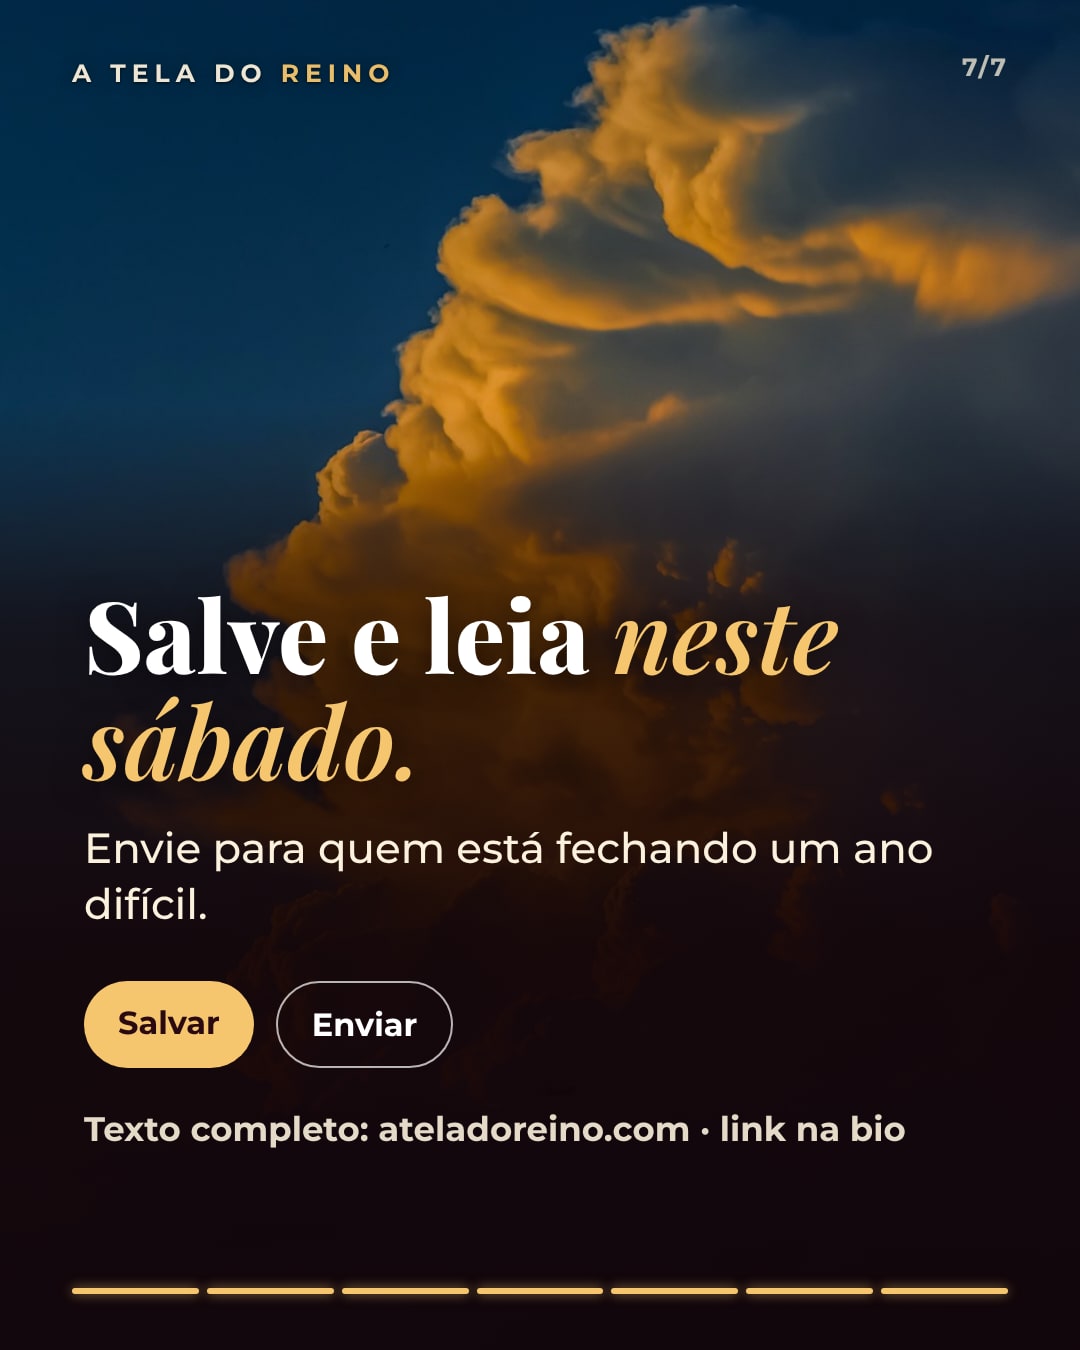 A TELA DO REINO
7/7
Salve e leia neste
sábado.
Envie para quem está fechando um ano
difícil.
Salvar
Enviar
Texto completo: ateladoreino.com · link na bio